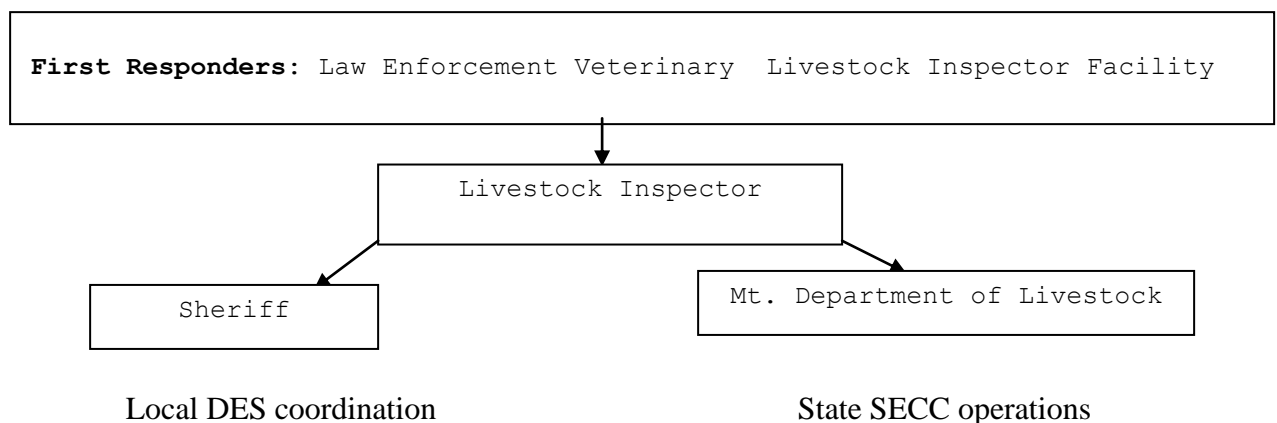 First Responders: Law Enforcement Veterinary  Livestock Inspector Facility
Livestock Inspector
Sheriff
Mt. Department of Livestock
Local DES coordination
State SECC operations